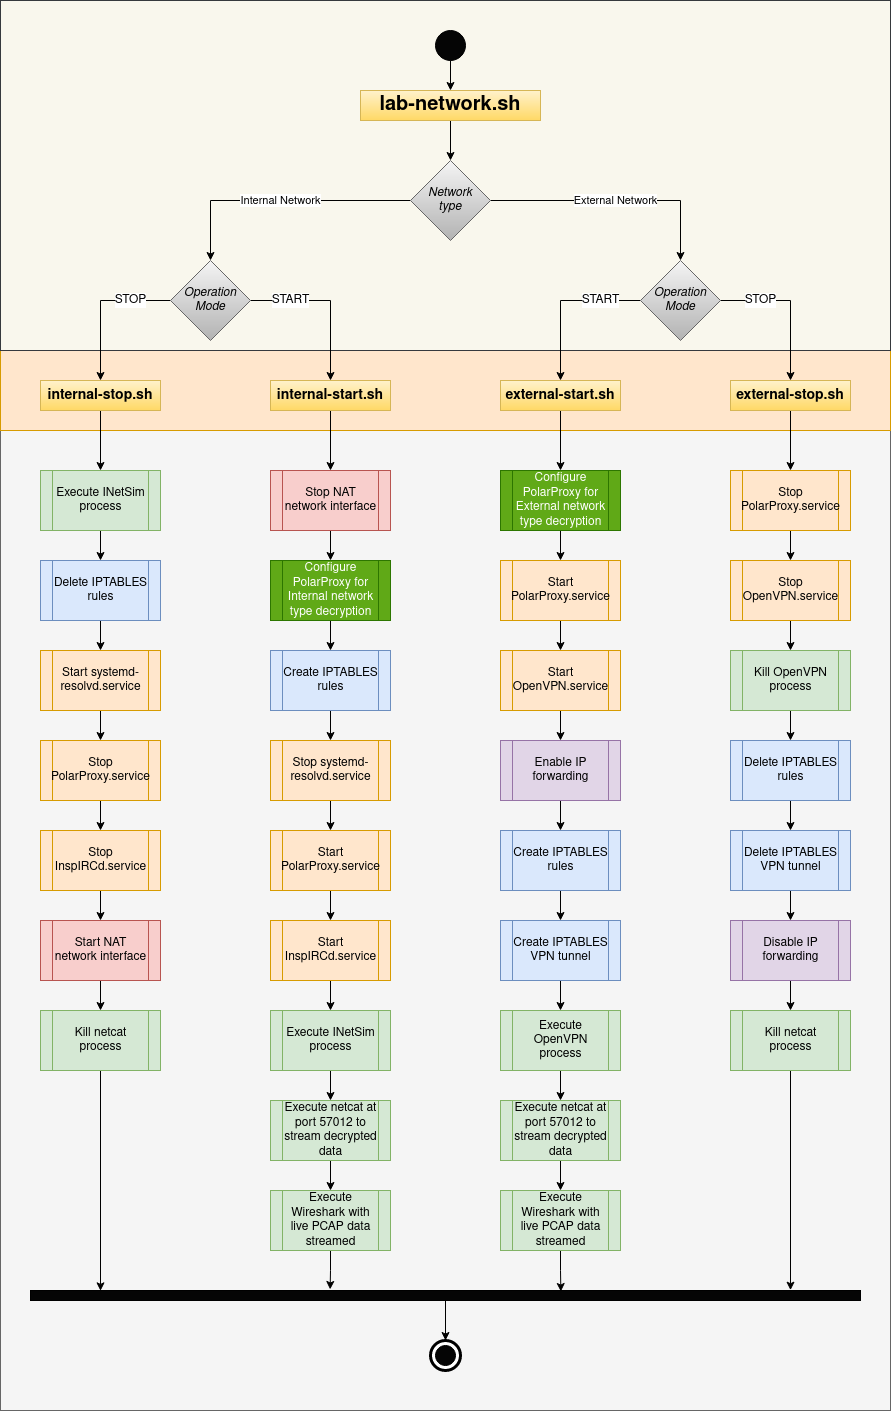 lab-network.sh
Network
type
Internal Network
External Network
Operation
Mode
STOP
START
Operation
Mode
START
STOP
internal-stop.sh
internal-start.sh
external-start.sh
external-stop.sh
Execute INetSim
process
Delete IPTABLES
rules
Start systemd-
resolvd.service
Stop
PolarProxy.service
Stop
InspIRCd.service
Start NAT
network interface
Kill netcat
process
Stop NAT
network interface
Configure
PolarProxy for
Internal network
type decryption
Create IPTABLES
rules
Stop systemd-
resolvd.service
Start
PolarProxy.service
Start
InspIRCd.service
Execute INetSim
process
Execute netcat at
port 57012 to
stream decrypted
data
Execute
Wireshark with
live PCAP data
streamed
Configure
PolarProxy for
External network
type decryption
Start
PolarProxy.service
Start
OpenVPN.service
Enable IP
forwarding
Create IPTABLES
rules
Create IPTABLES
VPN tunnel
Execute
OpenVPN
process
Execute netcat at
port 57012 to
stream decrypted
data
Execute
Wireshark with
live PCAP data
streamed
Stop
PolarProxy.service
Stop
OpenVPN.service
Kill OpenVPN
process
Delete IPTABLES
rules
Delete IPTABLES
VPN tunnel
Disable IP
forwarding
Kill netcat
process